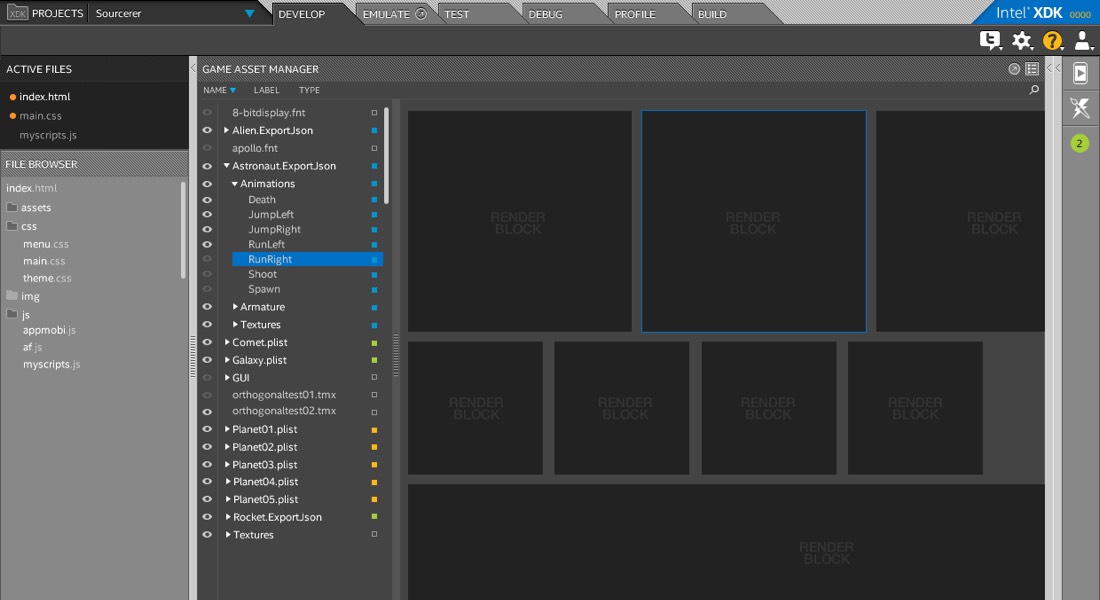 XDK PROJECTS Sourcerer DEVELOP EMULATE TEST DEBUG PROFILE BUILD Intel® XDK 0000
?
ACTIVE FILES
index.html
main.css
myscripts.js
FILE BROWSER
index.html
assets
css
menu.css
main.css
theme.css
img
js
appmobi.js
af js
myscripts.js
GAME ASSET MANAGER
NAME LABEL TYPE
8-bitdisplay.fnt
Alien.ExportJson
apollo.fnt
Astronaut.ExportJson
Animations
Death
JumpLeft
JumpRight
RunLeft
RunRight
Shoot
Spawn
Armature
Textures
Comet.plist
Galaxy.plist
GUI
orthogonaltest01.tmx
orthogonaltest02.tmx
Planet01.plist
Planet02.plist
Planet03.plist
Planet04.plist
Planet05.plist
Rocket.ExportJson
Textures
RENDER
BLOCK
RENDER
BLOCK
RENDER
BLOCK
RENDER
BLOCK
RENDER
BLOCK
RENDER
BLOCK
RENDER
BLOCK
RENDER
BLOCK
2